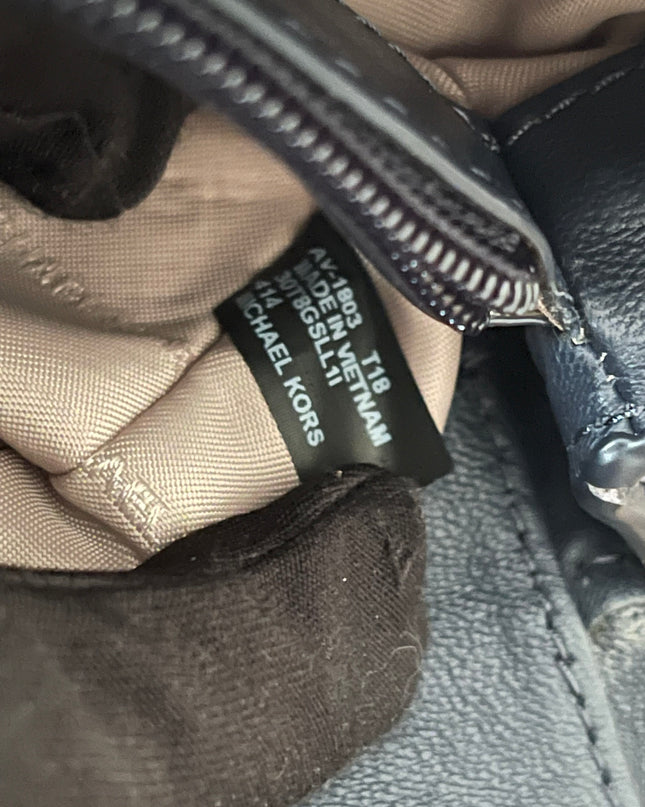 AV-1803 T18
MADE IN VIETNAM
30T8GSLL1I
414
MICHAEL KORS